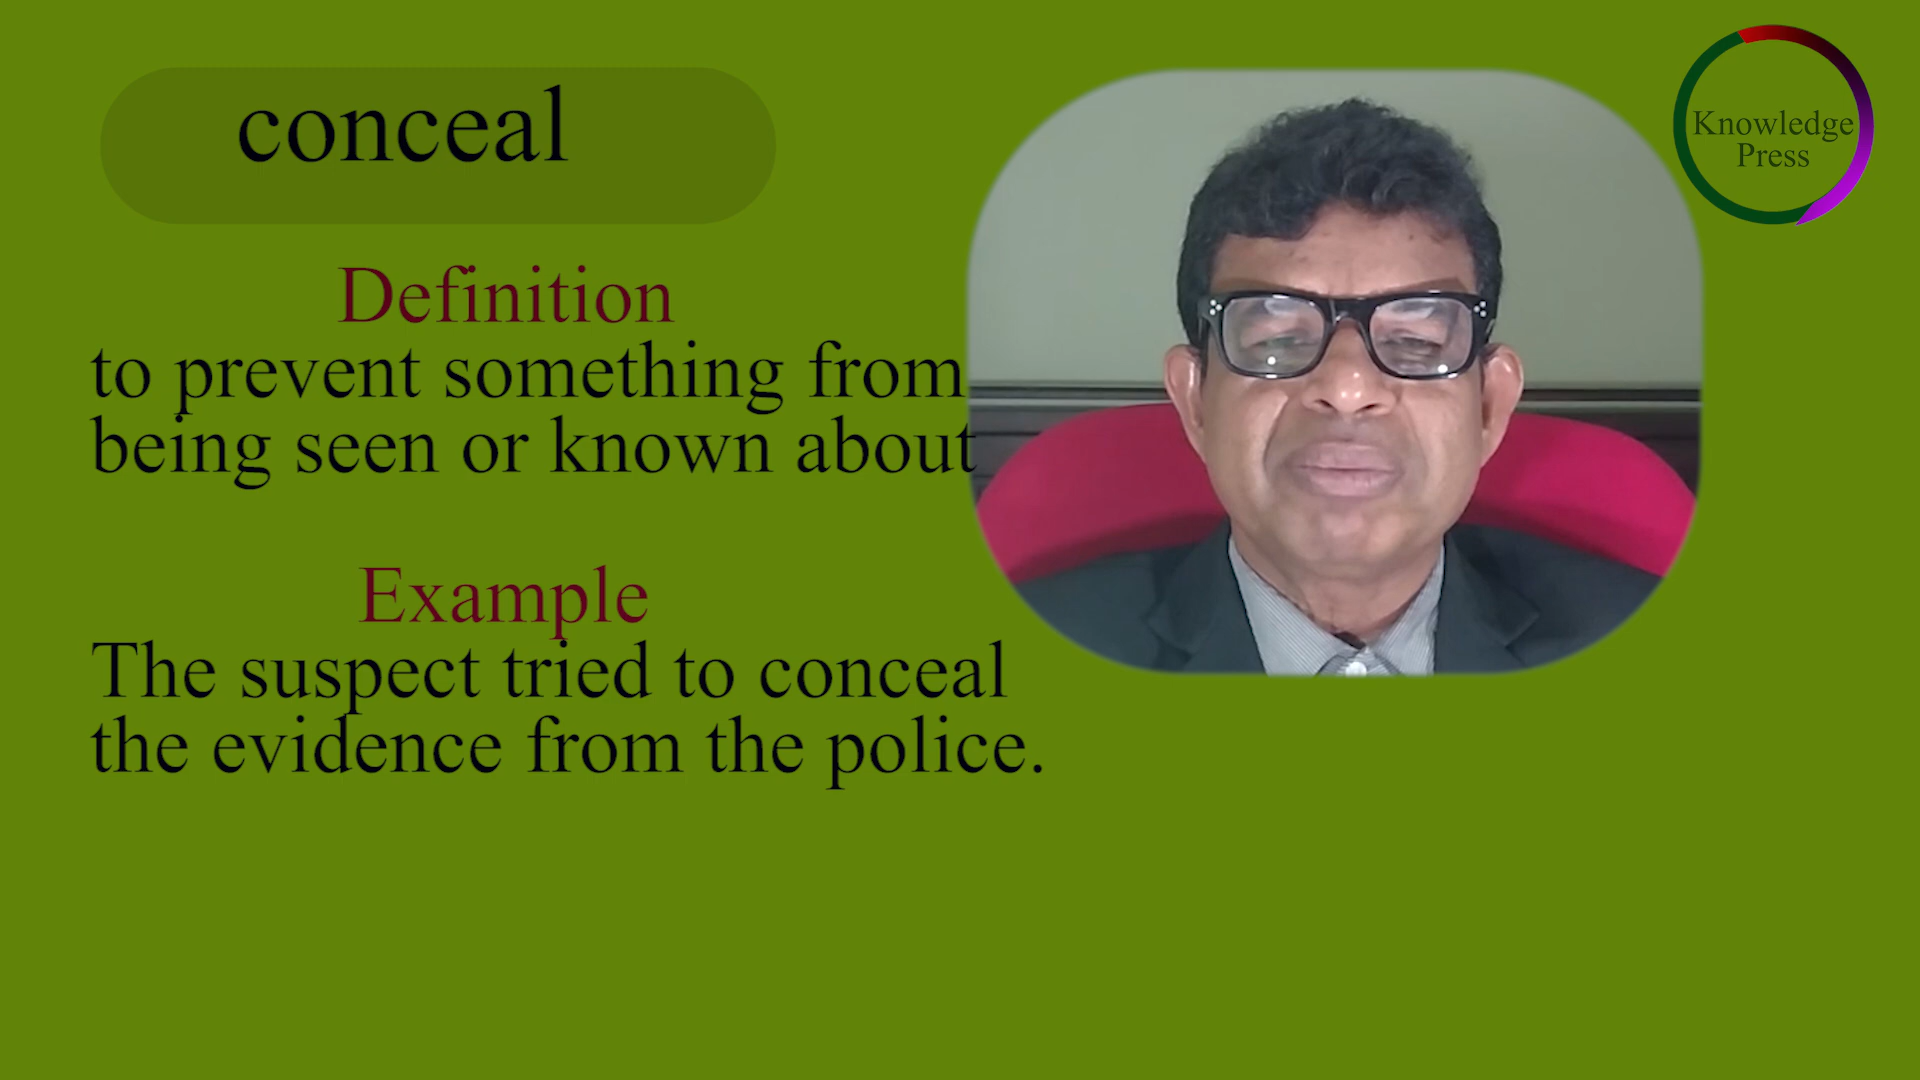 conceal
Definition
to prevent something from
being seen or known about
Example
The suspect tried to conceal
the evidence from the police.
Knowledge
Press